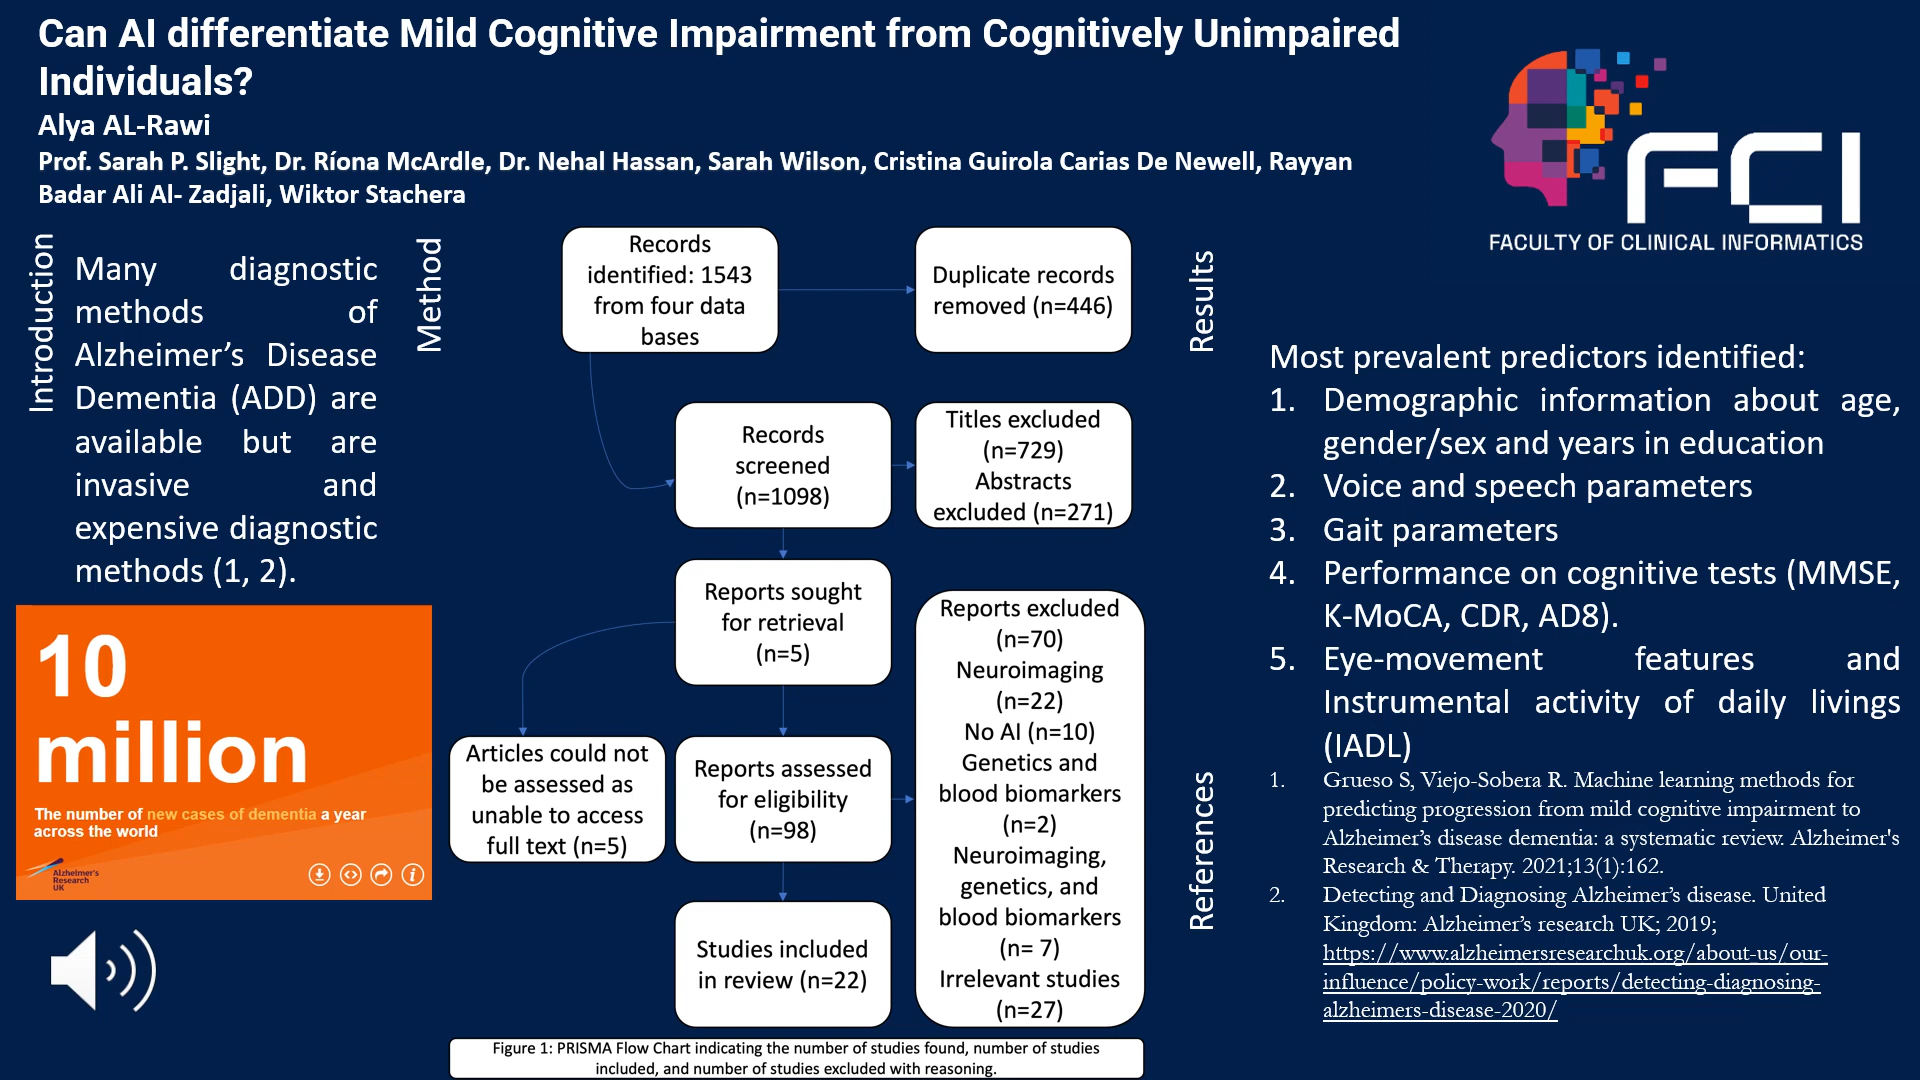 Can AI differentiate Mild Cognitive Impairment from Cognitively Unimpaired
Individuals?
Alya AL-Rawi
Prof. Sarah P. Slight, Dr. Ríona McArdle, Dr. Nehal Hassan, Sarah Wilson, Cristina Guirola Carias De Newell, Rayyan
Badar Ali Al- Zadjali, Wiktor Stachera
FCI
FACULTY OF CLINICAL INFORMATICS
Introduction
Many diagnostic
methods of
Alzheimer’s Disease
Dementia (ADD) are
available but are
invasive and
expensive diagnostic
methods (1, 2).
10
million
The number of new cases of dementia a year
across the world
Alzheimer's
Research
UK
Method
Records
identified: 1543
from four data
bases
Duplicate records
removed (n=446)
Records
screened
(n=1098)
Titles excluded
(n=729)
Abstracts
excluded (n=271)
Reports sought
for retrieval
(n=5)
Articles could not
be assessed as
unable to access
full text (n=5)
Reports assessed
for eligibility
(n=98)
Reports excluded
(n=70)
Neuroimaging
(n=22)
No AI (n=10)
Genetics and
blood biomarkers
(n=2)
Neuroimaging,
genetics, and
blood biomarkers
(n= 7)
Irrelevant studies
(n=27)
Studies included
in review (n=22)
Figure 1: PRISMA Flow Chart indicating the number of studies found, number of studies
included, and number of studies excluded with reasoning.
Results
Most prevalent predictors identified:
1. Demographic information about age,
gender/sex and years in education
2. Voice and speech parameters
3. Gait parameters
4. Performance on cognitive tests (MMSE,
K-MoCA, CDR, AD8).
5. Eye-movement features and
Instrumental activity of daily livings
(IADL)
References
1. Grueso S, Viejo-Sobera R. Machine learning methods for
predicting progression from mild cognitive impairment to
Alzheimer’s disease dementia: a systematic review. Alzheimer's
Research & Therapy. 2021;13(1):162.
2. Detecting and Diagnosing Alzheimer’s disease. United
Kingdom: Alzheimer’s research UK; 2019;
https://www.alzheimersresearchuk.org/about-us/our-
influence/policy-work/reports/detecting-diagnosing-
alzheimers-disease-2020/